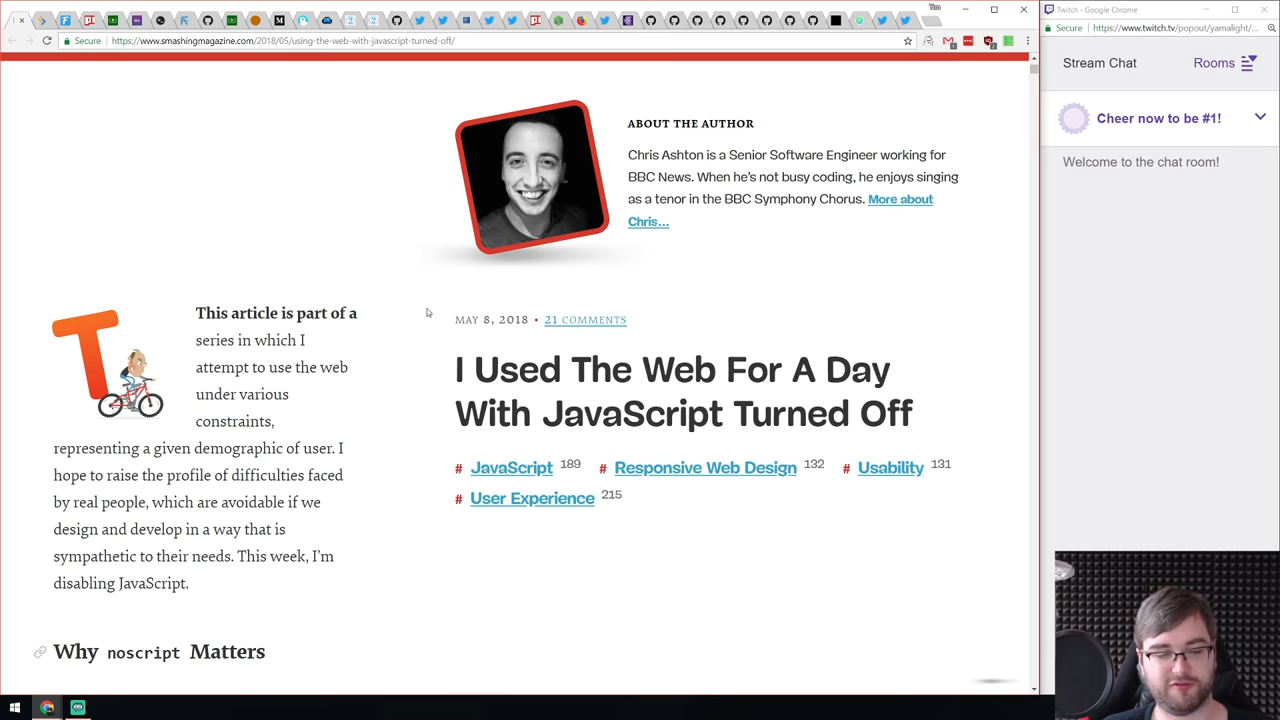 Tim
Secure
https://www.smashingmagazine.com/2018/05/using-the-web-with-javascript-turned-off/
ABOUT THE AUTHOR
Chris Ashton is a Senior Software Engineer working for
BBC News. When he's not busy coding, he enjoys singing
as a tenor in the BBC Symphony Chorus. More about
Chris...
This article is part of a
series in which I
attempt to use the web
under various
constraints,
representing a given demographic of user. I
hope to raise the profile of difficulties faced
by real people, which are avoidable if we
design and develop in a way that is
sympathetic to their needs. This week, I'm
disabling JavaScript.
Why noscript Matters
MAY 8, 2018 • 21 COMMENTS
I Used The Web For A Day
With JavaScript Turned Off
# JavaScript 189 # Responsive Web Design 132 # Usability 131
# User Experience 215
Twitch - Google Chrome
Secure
https://www.twitch.tv/popout/yamalight/...
Stream Chat
Rooms
Cheer now to be #1!
Welcome to the chat room!